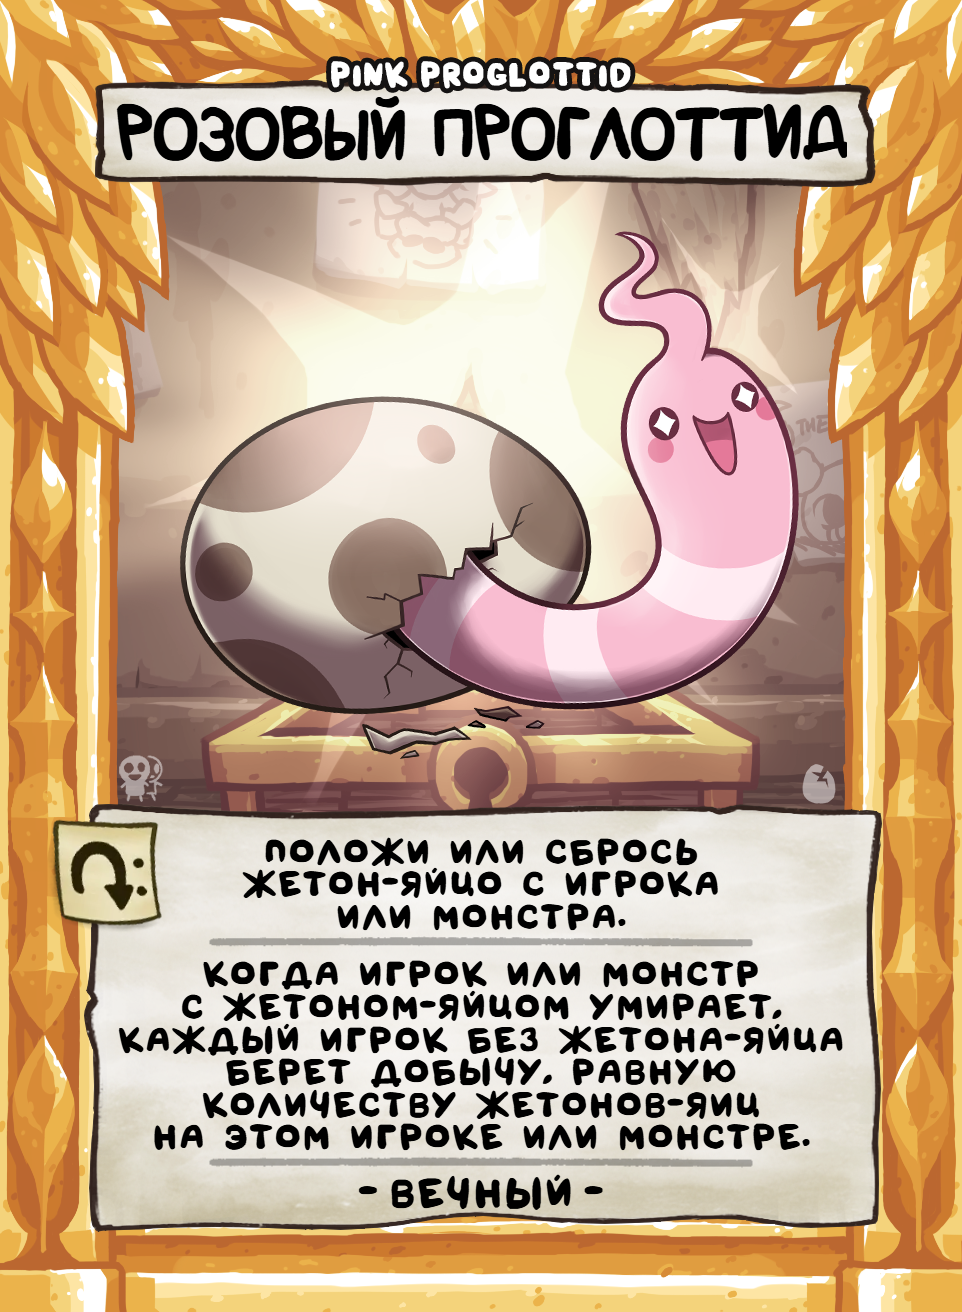 PINK PROGLOTTID
РОЗОВЫЙ ПРОГЛОТТИД
THE
ПОЛОЖИ ИЛИ СБРОСЬ
ЖЕТОН-ЯЙЦО С ИГРОКА
ИЛИ МОНСТРА.
КОГДА ИГРОК ИЛИ МОНСТР
С ЖЕТОНОМ-ЯЙЦОМ УМИРАЕТ,
КАЖДЫЙ ИГРОК БЕЗ ЖЕТОНА-ЯЙЦА
БЕРЕТ ДОБЫЧУ, РАВНУЮ
КОЛИЧЕСТВУ ЖЕТОНОВ-ЯИЦ
НА ЭТОМ ИГРОКЕ ИЛИ МОНСТРЕ.
- ВЕЧНЫЙ -